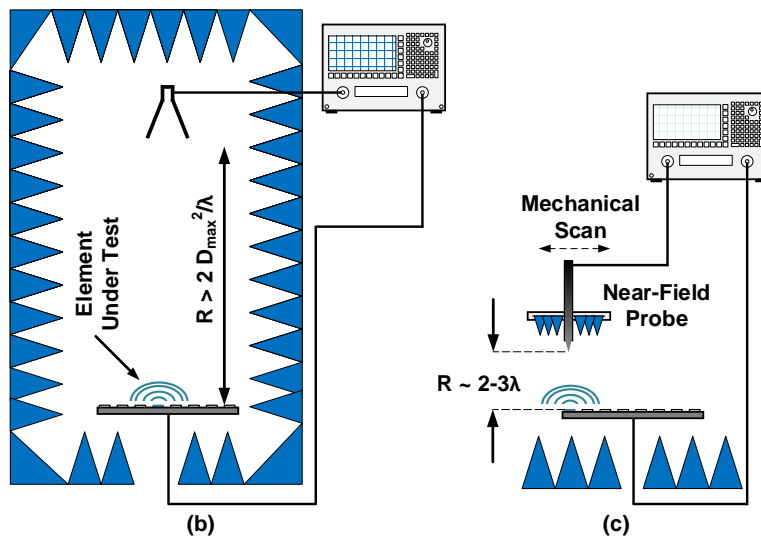 Element
Under Test
R > 2 Dmax²/λ
(b)
Mechanical
Scan
Near-Field
Probe
R ~ 2-3λ
(c)